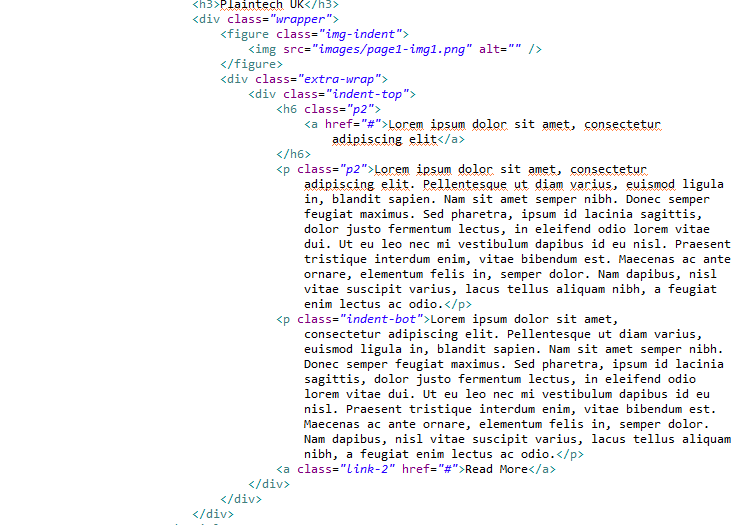 <h3>Plaintech UK</h3>
<div class="wrapper">
<figure class="img-indent">
<img src="images/page1-img1.png" alt="" />
</figure>
<div class="extra-wrap">
<div class="indent-top">
<h6 class="p2">
<a href="#">Lorem ipsum dolor sit amet, consectetur
adipiscing elit</a>
</h6>
<p class="p2">Lorem ipsum dolor sit amet, consectetur
adipiscing elit. Pellentesque ut diam varius, euismod ligula
in, blandit sapien. Nam sit amet semper nibh. Donec semper
feugiat maximus. Sed pharetra, ipsum id lacinia sagittis,
dolor justo fermentum lectus, in eleifend odio lorem vitae
dui. Ut eu leo nec mi vestibulum dapibus id eu nisl. Praesent
tristique interdum enim, vitae bibendum est. Maecenas ac ante
ornare, elementum felis in, semper dolor. Nam dapibus, nisl
vitae suscipit varius, lacus tellus aliquam nibh, a feugiat
enim lectus ac odio.</p>
<p class="indent-bot">Lorem ipsum dolor sit amet,
consectetur adipiscing elit. Pellentesque ut diam varius,
euismod ligula in, blandit sapien. Nam sit amet semper nibh.
Donec semper feugiat maximus. Sed pharetra, ipsum id lacinia
sagittis, dolor justo fermentum lectus, in eleifend odio
lorem vitae dui. Ut eu leo nec mi vestibulum dapibus id eu
nisl. Praesent tristique interdum enim, vitae bibendum est.
Maecenas ac ante ornare, elementum felis in, semper dolor.
Nam dapibus, nisl vitae suscipit varius, lacus tellus aliquam
nibh, a feugiat enim lectus ac odio.</p>
<a class="link-2" href="#">Read More</a>
</div>
</div>
</div>